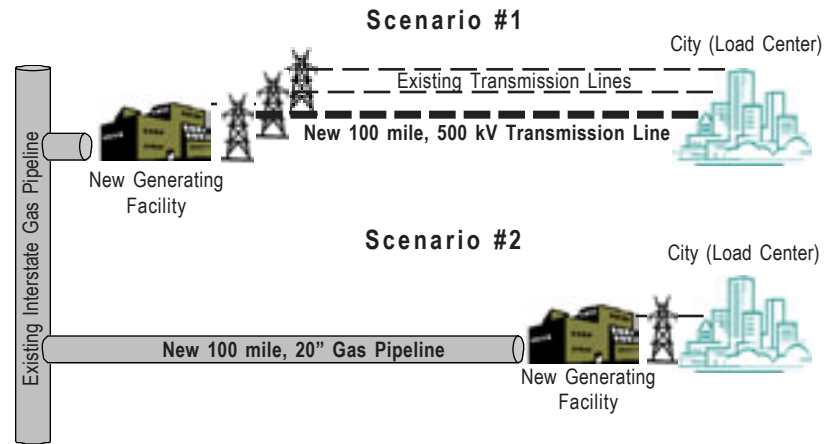 Scenario #1
City (Load Center)
Existing Transmission Lines
New 100 mile, 500 kV Transmission Line
New Generating
Facility
Existing Interstate Gas Pipeline
Scenario #2
City (Load Center)
New 100 mile, 20” Gas Pipeline
New Generating
Facility